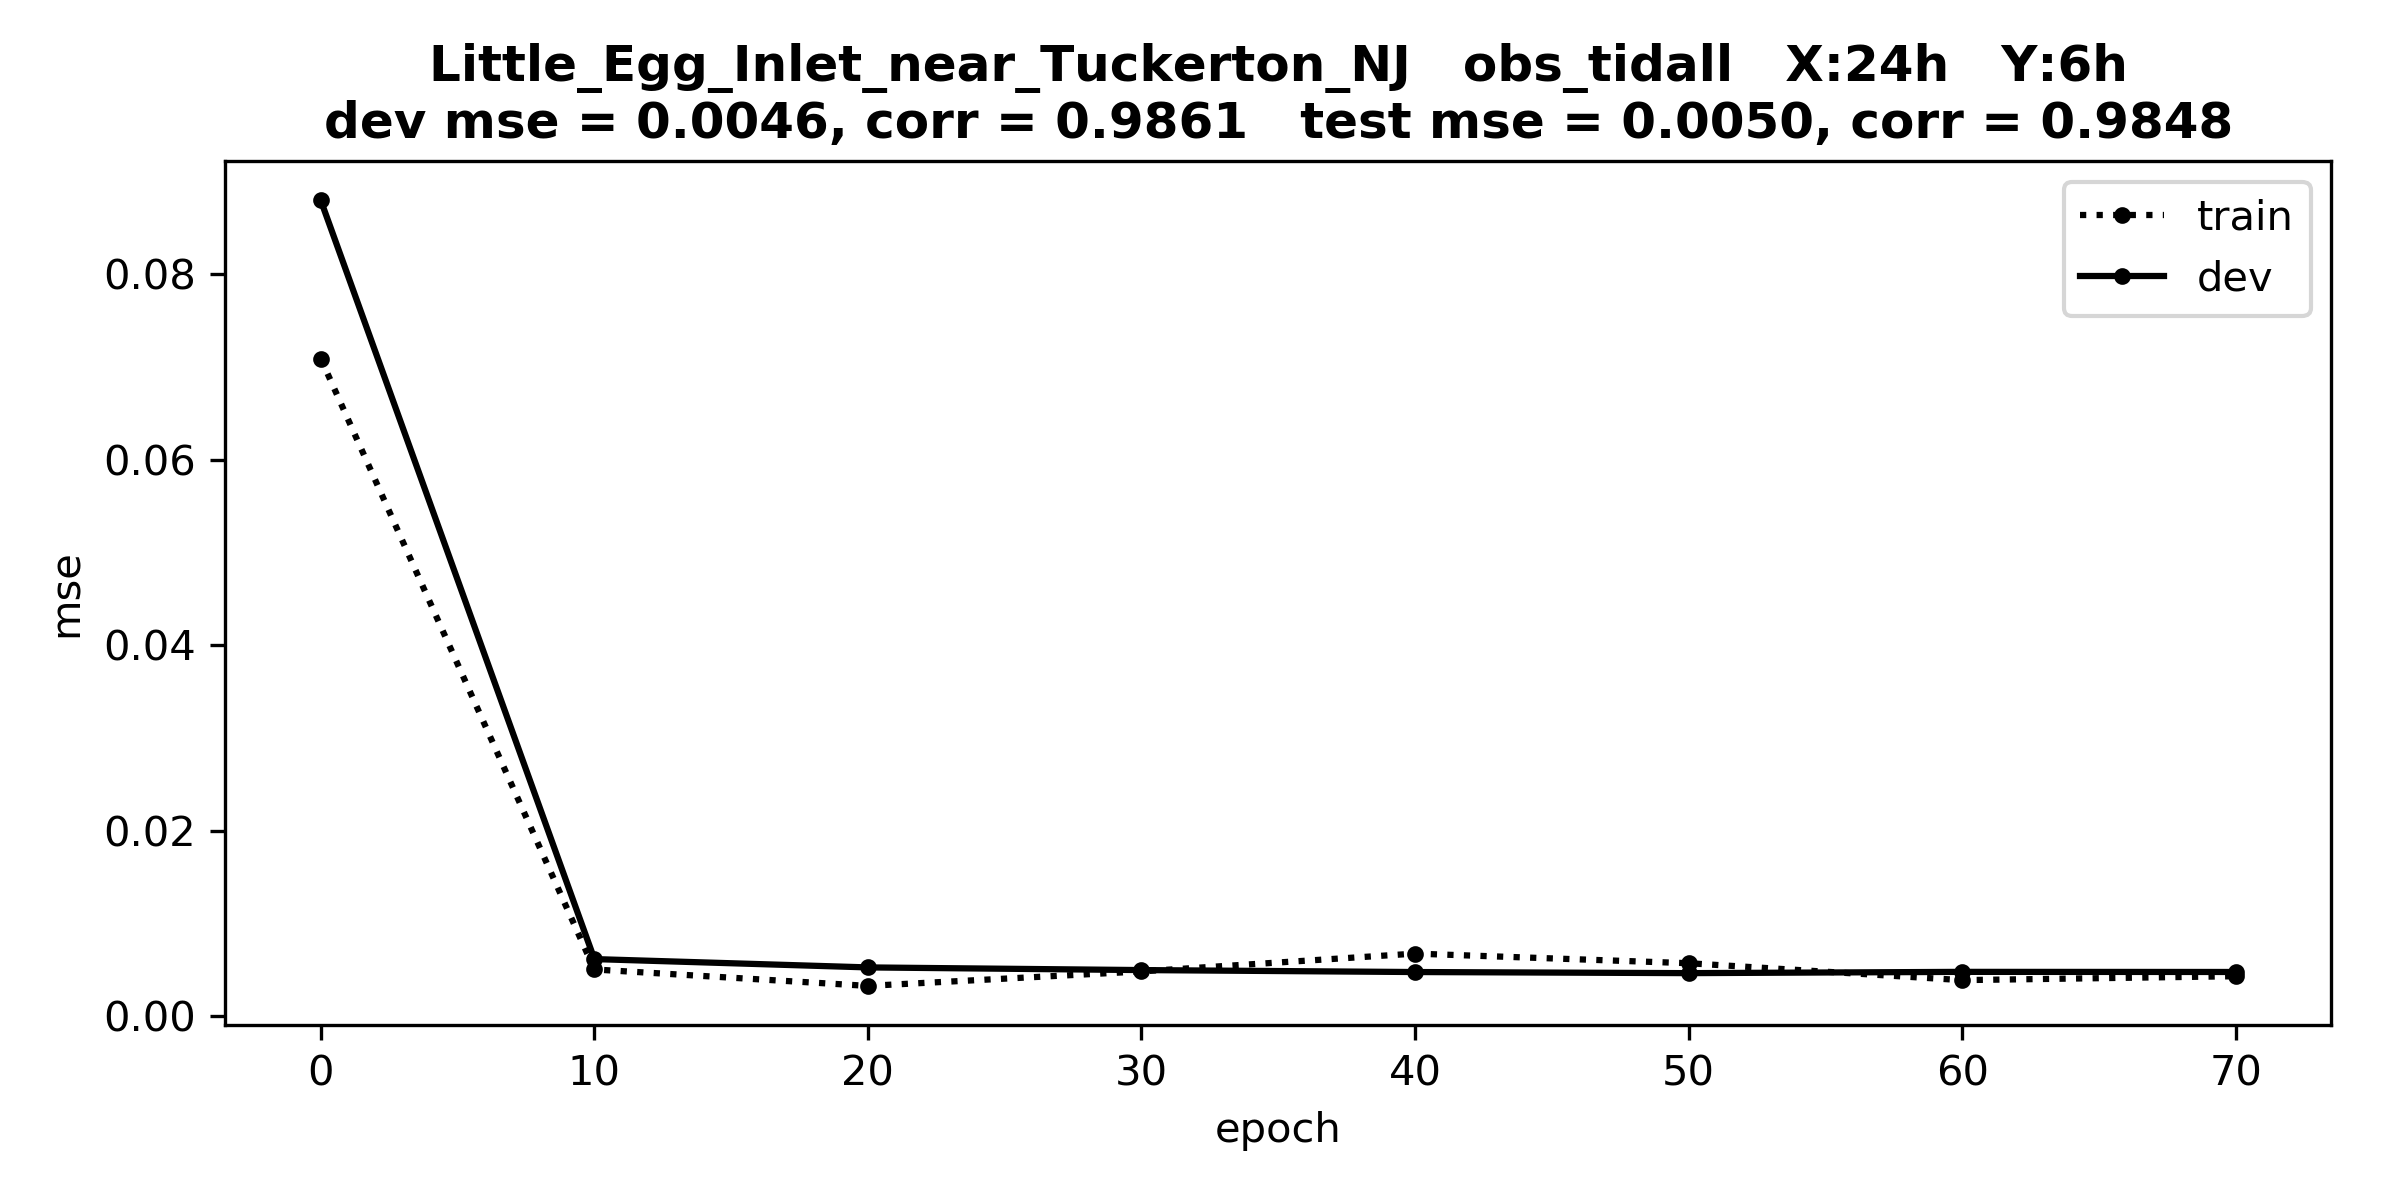 Little_Egg_Inlet_near_Tuckerton_NJ   obs_tidall   X:24h   Y:6h
dev mse = 0.0046, corr = 0.9861   test mse = 0.0050, corr = 0.9848
train
dev
0.08
0.06
0.04
0.02
0.00
mse
0 10 20 30 40 50 60 70
epoch